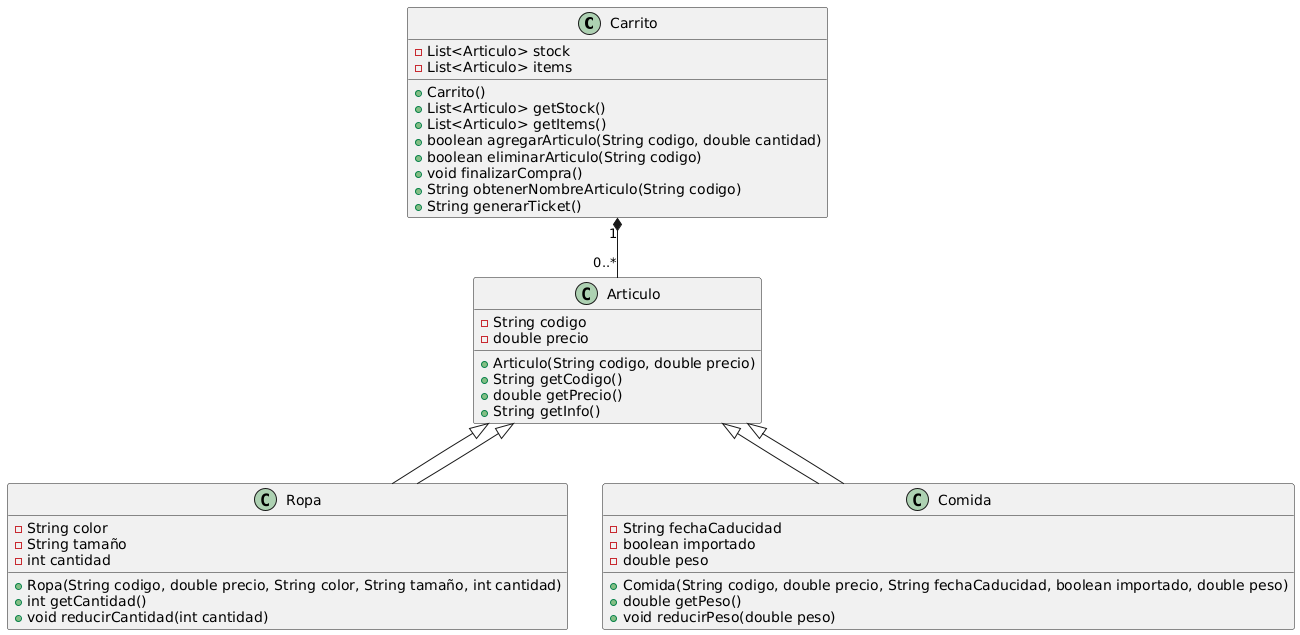 C Carrito
List<Articulo> stock
List<Articulo> items
Carrito()
List<Articulo> getStock()
List<Articulo> getItems()
boolean agregarArticulo(String codigo, double cantidad)
boolean eliminarArticulo(String codigo)
void finalizarCompra()
String obtenerNombreArticulo(String codigo)
String generarTicket()
1
0..*
C Articulo
String codigo
double precio
Articulo(String codigo, double precio)
String getCodigo()
double getPrecio()
String getInfo()
C Ropa
String color
String tamaño
int cantidad
Ropa(String codigo, double precio, String color, String tamaño, int cantidad)
int getCantidad()
void reducirCantidad(int cantidad)
C Comida
String fechaCaducidad
boolean importado
double peso
Comida(String codigo, double precio, String fechaCaducidad, boolean importado, double peso)
double getPeso()
void reducirPeso(double peso)